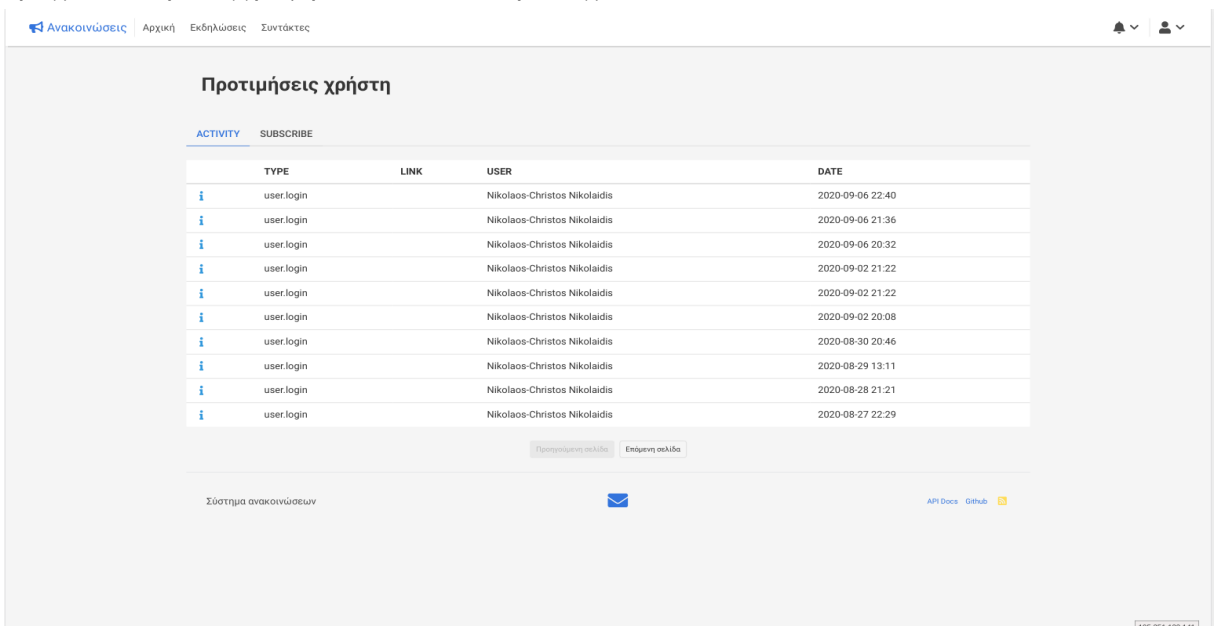 Ανακοινώσεις Αρχική Εκδηλώσεις Συντάκτες
Προτιμήσεις χρήστη
ACTIVITY SUBSCRIBE
TYPE LINK USER DATE
user.login Nikolaos-Christos Nikolaidis 2020-09-06 22:40
user.login Nikolaos-Christos Nikolaidis 2020-09-06 21:36
user.login Nikolaos-Christos Nikolaidis 2020-09-06 20:32
user.login Nikolaos-Christos Nikolaidis 2020-09-02 21:22
user.login Nikolaos-Christos Nikolaidis 2020-09-02 21:22
user.login Nikolaos-Christos Nikolaidis 2020-09-02 20:08
user.login Nikolaos-Christos Nikolaidis 2020-08-30 20:46
user.login Nikolaos-Christos Nikolaidis 2020-08-29 13:11
user.login Nikolaos-Christos Nikolaidis 2020-08-28 21:21
user.login Nikolaos-Christos Nikolaidis 2020-08-27 22:29
Προηγούμενη σελίδα Επόμενη σελίδα
Σύστημα ανακοινώσεων API Docs Github